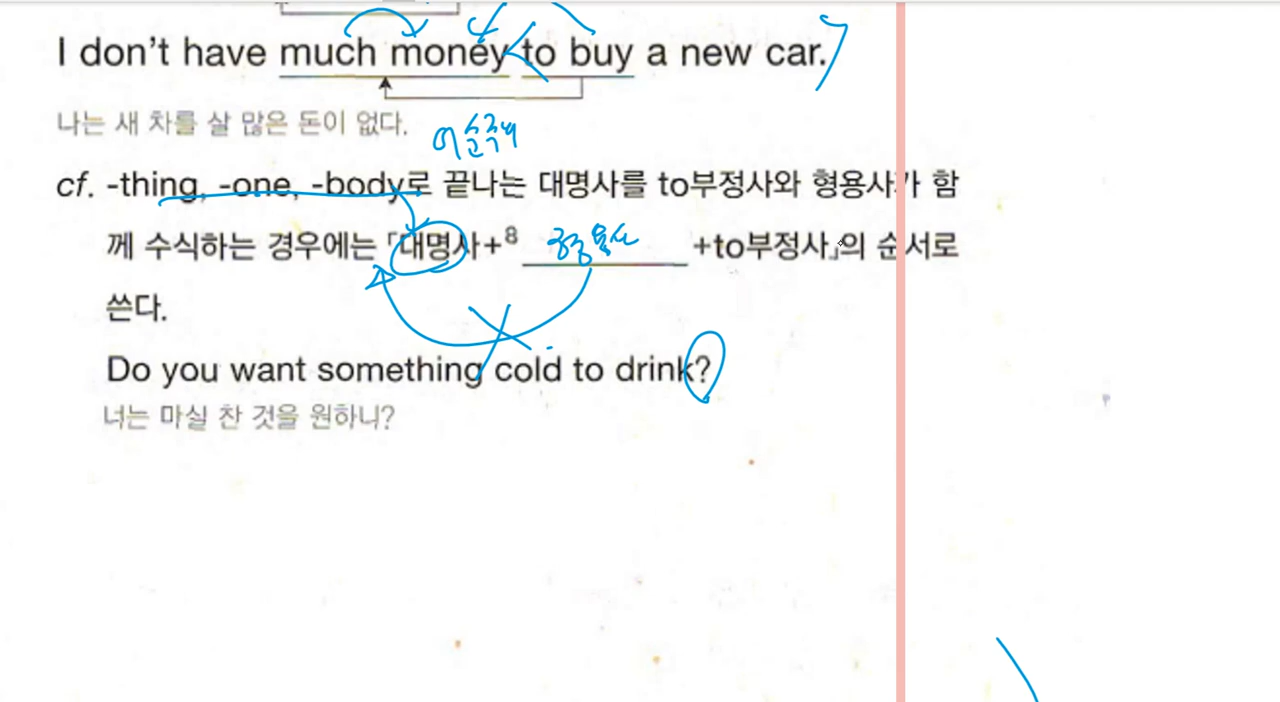 I don't have much money to buy a new car.
나는 새 차를 살 많은 돈이 없다.
어순주의
cf. -thing, -one, -body로 끝나는 대명사를 to부정사와 형용사가 함
께 수식하는 경우에는 「대명사+⁸ 형용사 +to부정사」의 순서로
쓴다.
Do you want something cold to drink?
너는 마실 찬 것을 원하니?